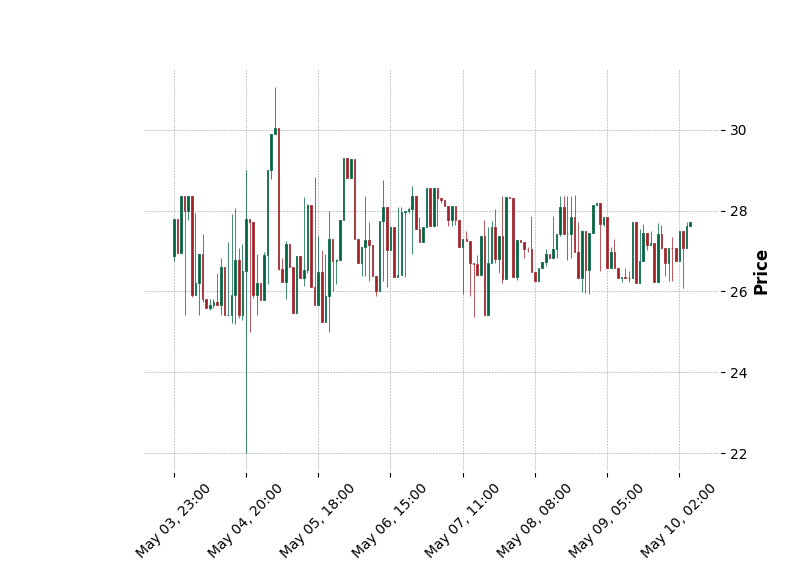 30
28
26
24
22
Price
May 03, 23:00
May 04, 20:00
May 05, 18:00
May 06, 15:00
May 07, 11:00
May 08, 08:00
May 09, 05:00
May 10, 02:00